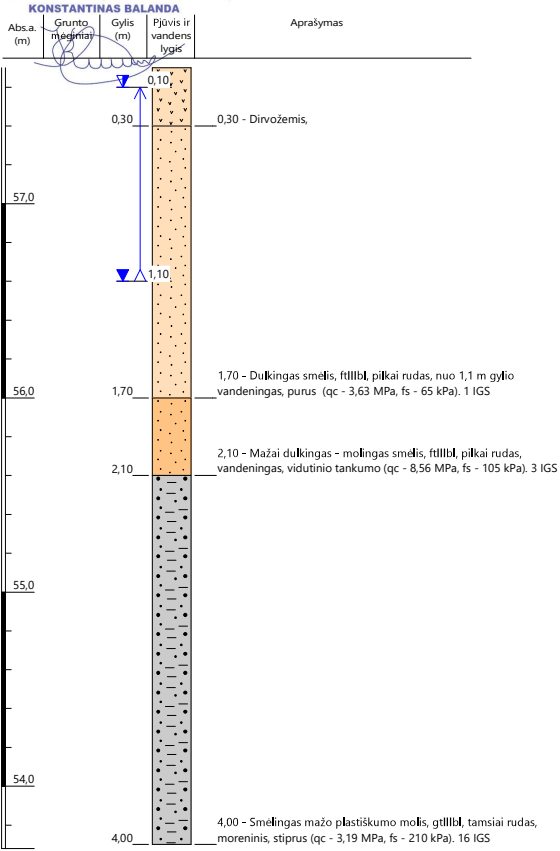 KONSTANTINAS BALANDA
Abs.a. (m)
Grunto mėginiai
Gylis (m)
Pjūvis ir vandens lygis
Aprašymas
0,10
0,30
0,30 - Dirvožemis,
57,0
1,10
1,70 - Dulkingas smėlis, ftIIIbl, pilkai rudas, nuo 1,1 m gylio
56,0
1,70
vandeningas, purus (qc - 3,63 MPa, fs - 65 kPa). 1 IGS
2,10 - Mažai dulkingas - molingas smėlis, ftIIIbl, pilkai rudas,
2,10
vandeningas, vidutinio tankumo (qc - 8,56 MPa, fs - 105 kPa). 3 IGS
55,0
54,0
4,00 - Smėlingas mažo plastiškumo molis, gtIIIbl, tamsiai rudas,
4,00
moreninis, stiprus (qc - 3,19 MPa, fs - 210 kPa). 16 IGS